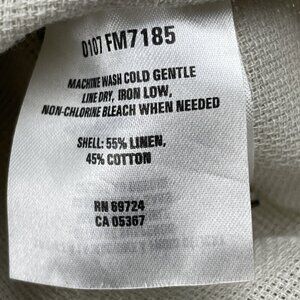 0107 FM7185
MACHINE WASH COLD GENTLE
LINE DRY, IRON LOW,
NON-CHLORINE BLEACH WHEN NEEDED
SHELL: 55% LINEN,
45% COTTON
RN 69724
CA 05367